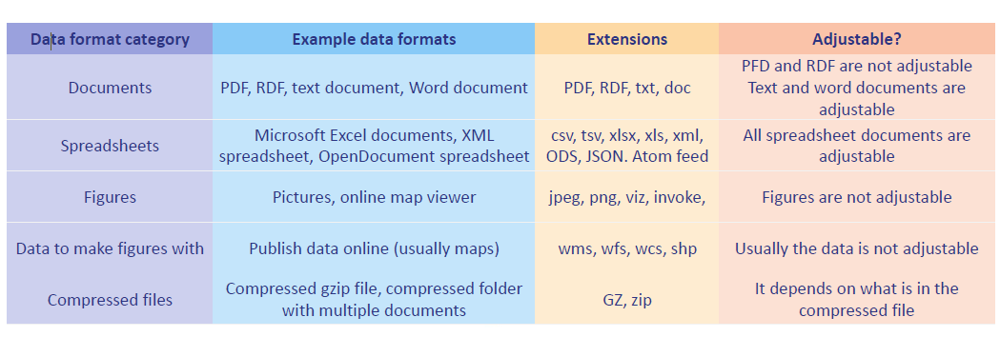 Data format category
Example data formats
Extensions
Adjustable?
Documents
PDF, RDF, text document, Word document
PDF, RDF, txt, doc
PFD and RDF are not adjustable
Text and word documents are
adjustable
Spreadsheets
Microsoft Excel documents, XML
spreadsheet, OpenDocument spreadsheet
csv, tsv, xlsx, xls, xml,
ODS, JSON. Atom feed
All spreadsheet documents are
adjustable
Figures
Pictures, online map viewer
jpeg, png, viz, invoke,
Figures are not adjustable
Data to make figures with
Publish data online (usually maps)
wms, wfs, wcs, shp
Usually the data is not adjustable
Compressed files
Compressed gzip file, compressed folder
with multiple documents
GZ, zip
It depends on what is in the
compressed file